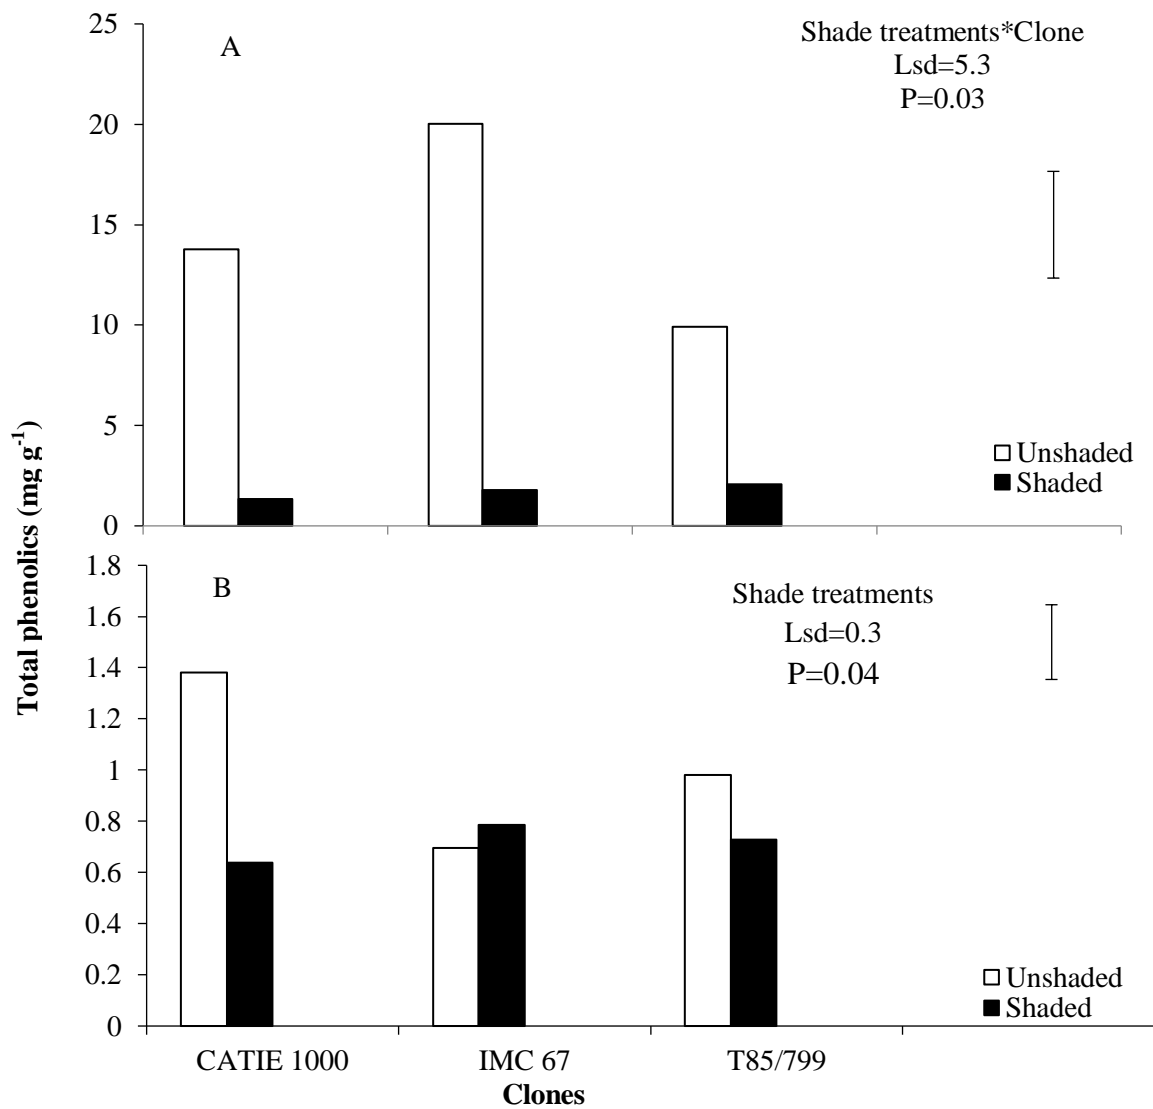 A
Shade treatments*Clone
Lsd=5.3
P=0.03
25
20
15
10
5
0
Unshaded
Shaded
Total phenolics (mg g⁻¹)
B
Shade treatments
Lsd=0.3
P=0.04
1.8
1.6
1.4
1.2
1
0.8
0.6
0.4
0.2
0
Unshaded
Shaded
CATIE 1000 IMC 67 T85/799
Clones